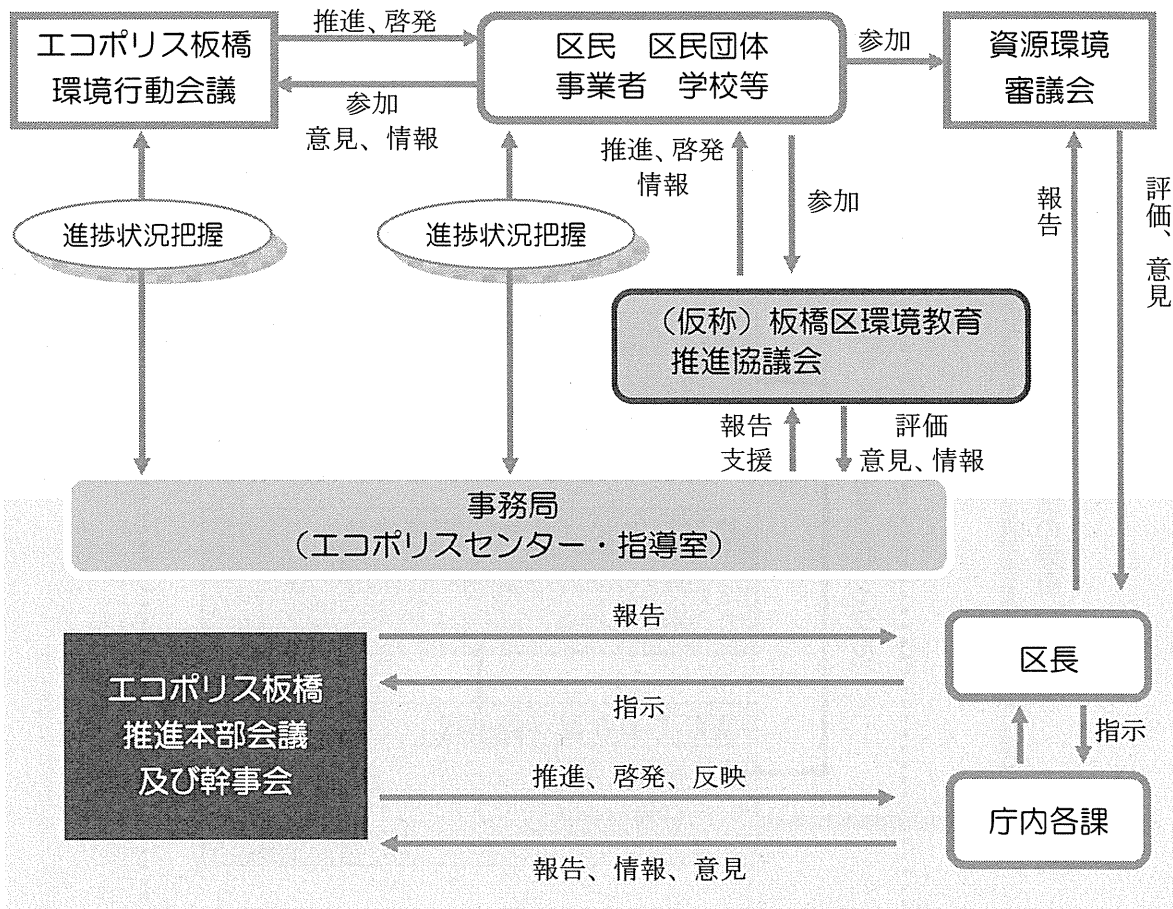 エコポリス板橋
環境行動会議
推進、啓発
参加
意見、情報
区民　区民団体
事業者　学校等
参加
資源環境
審議会
進捗状況把握
進捗状況把握
推進、啓発
情報
参加
報告
評価、意見
（仮称）板橋区環境教育
推進協議会
報告
支援
評価
意見、情報
事務局
（エコポリスセンター・指導室）
エコポリス板橋
推進本部会議
及び幹事会
報告
指示
区長
指示
推進、啓発、反映
報告、情報、意見
庁内各課